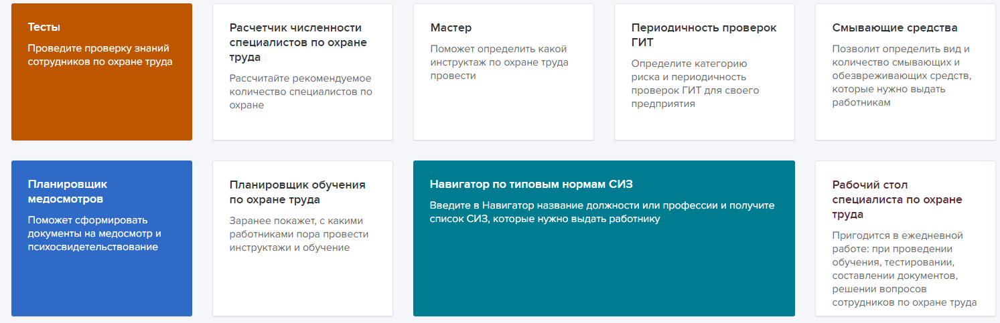 Тесты
Проведите проверку знаний
сотрудников по охране труда
Расчетчик численности
специалистов по охране
труда
Рассчитайте рекомендуемое
количество специалистов по
охране
Мастер
Поможет определить какой
инструктаж по охране труда
провести
Периодичность проверок
ГИТ
Определите категорию
риска и периодичность
проверок ГИТ для своего
предприятия
Смывающие средства
Позволит определить вид и
количество смывающих и
обезвреживающих средств,
которые нужно выдать
работникам
Планировщик
медосмотров
Поможет сформировать
документы на медосмотр и
психосвидетельствование
Планировщик обучения
по охране труда
Заранее покажет, с какими
работниками пора провести
инструктажи и обучение
Навигатор по типовым нормам СИЗ
Введите в Навигатор название должности или профессии и получите
список СИЗ, которые нужно выдать работнику
Рабочий стол
специалиста по охране
труда
Пригодится в ежедневной
работе: при проведении
обучения, тестировании,
составлении документов,
решении вопросов
сотрудников по охране труда